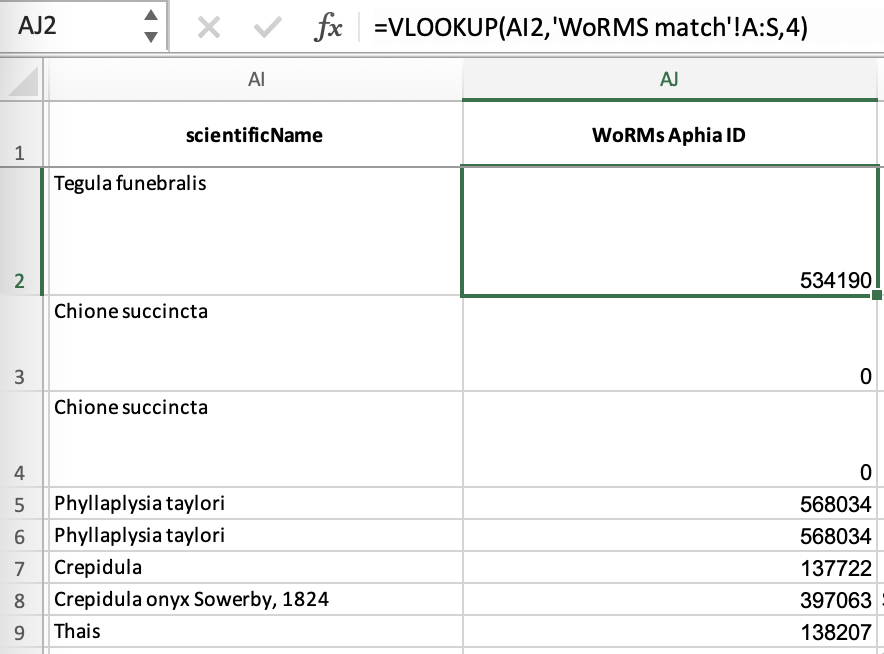 AJ2 fx =VLOOKUP(AI2,'WoRMS match'!A:S,4)
AI AJ
1 scientificName WoRMs Aphia ID
2 Tegula funebralis 534190
3 Chione succincta 0
4 Chione succincta 0
5 Phyllaplysia taylori 568034
6 Phyllaplysia taylori 568034
7 Crepidula 137722
8 Crepidula onyx Sowerby, 1824 397063
9 Thais 138207